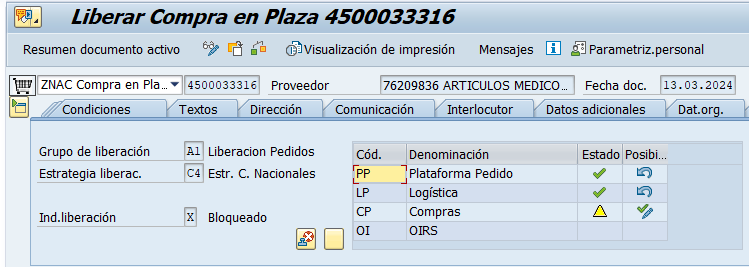 Liberar Compra en Plaza 4500033316
Resumen documento activo Visualización de impresión Mensajes Parametriz.personal
ZNAC Compra en Pla... 4500033316 Proveedor 76209836 ARTICULOS MEDICO... Fecha doc. 13.03.2024
Condiciones Textos Dirección Comunicación Interlocutor Datos adicionales Dat.org.
Grupo de liberación A1 Liberacion Pedidos
Estrategia liberac. C4 Estr. C. Nacionales
Ind.liberación X Bloqueado
Cód. Denominación Estado Posibi...
PP Plataforma Pedido
LP Logística
CP Compras
OI OIRS